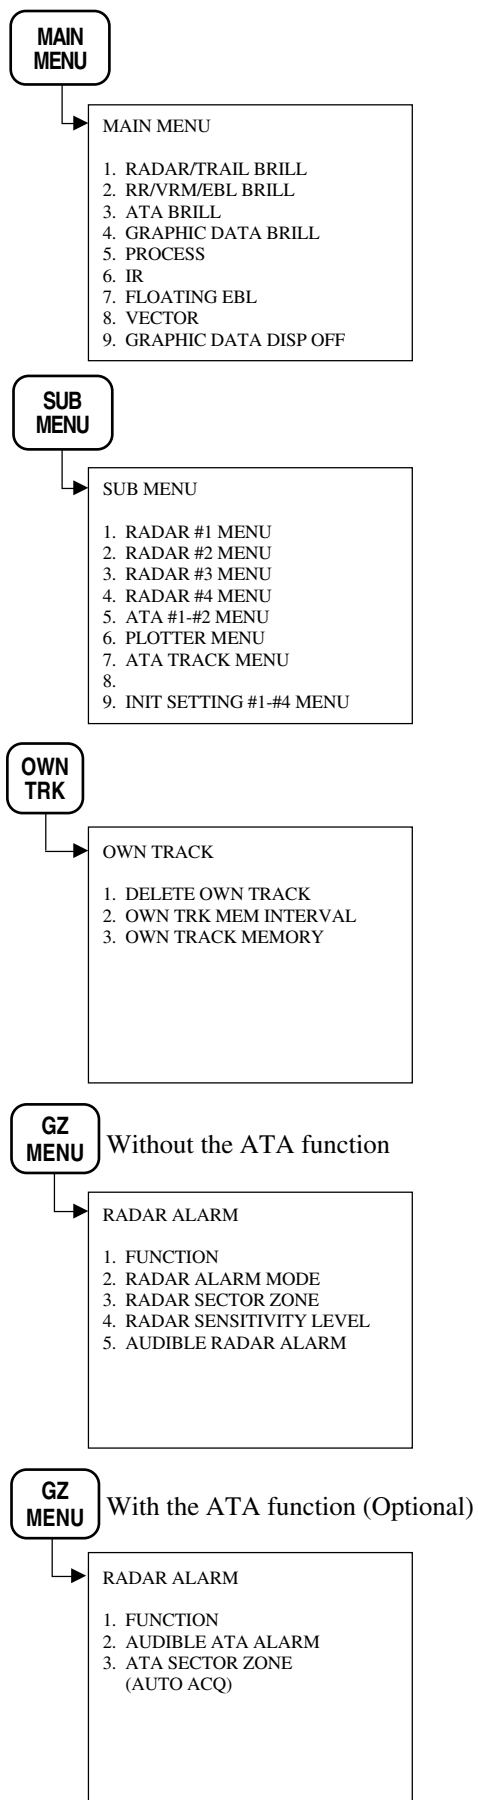 MAIN
MENU
MAIN MENU
1. RADAR/TRAIL BRILL
2. RR/VRM/EBL BRILL
3. ATA BRILL
4. GRAPHIC DATA BRILL
5. PROCESS
6. IR
7. FLOATING EBL
8. VECTOR
9. GRAPHIC DATA DISP OFF
SUB
MENU
SUB MENU
1. RADAR #1 MENU
2. RADAR #2 MENU
3. RADAR #3 MENU
4. RADAR #4 MENU
5. ATA #1-#2 MENU
6. PLOTTER MENU
7. ATA TRACK MENU
8.
9. INIT SETTING #1-#4 MENU
OWN
TRK
OWN TRACK
1. DELETE OWN TRACK
2. OWN TRK MEM INTERVAL
3. OWN TRACK MEMORY
GZ
MENU
Without the ATA function
RADAR ALARM
1. FUNCTION
2. RADAR ALARM MODE
3. RADAR SECTOR ZONE
4. RADAR SENSITIVITY LEVEL
5. AUDIBLE RADAR ALARM
GZ
MENU
With the ATA function (Optional)
RADAR ALARM
1. FUNCTION
2. AUDIBLE ATA ALARM
3. ATA SECTOR ZONE
(AUTO ACQ)